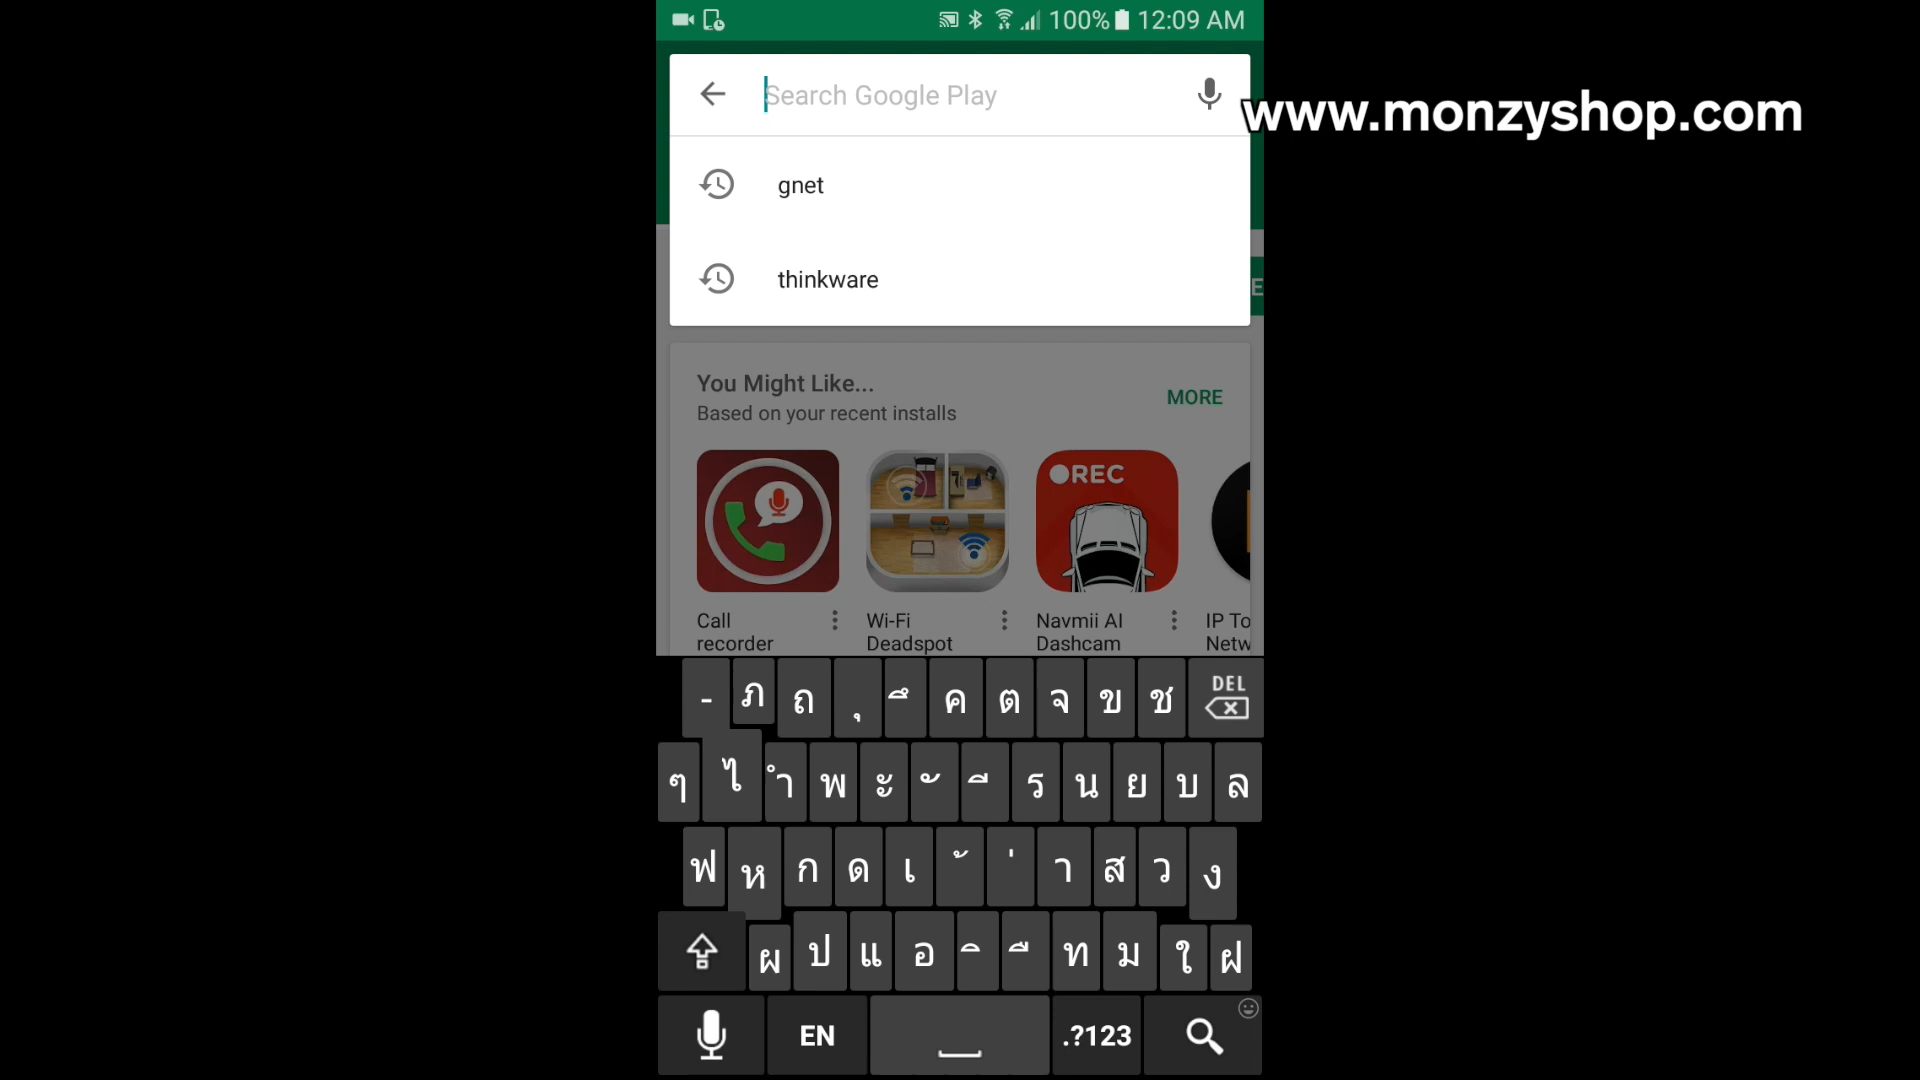 100% 12:09 AM
Search Google Play
www.monzyshop.com
gnet
thinkware
E
You Might Like...
MORE
Based on your recent installs
REC
Call recorder
Wi-Fi Deadspot
Navmii AI Dashcam
IP To
Netw
- ภ ถ ุ ึ ค ต จ ข ช DEL
ๆ ไ ำ พ ะ ั ี ร น ย บ ล
ฟ ห ก ด เ ้ ่ า ส ว ง
ผ ป แ อ ิ ื ท ม ใ ฝ
EN .?123